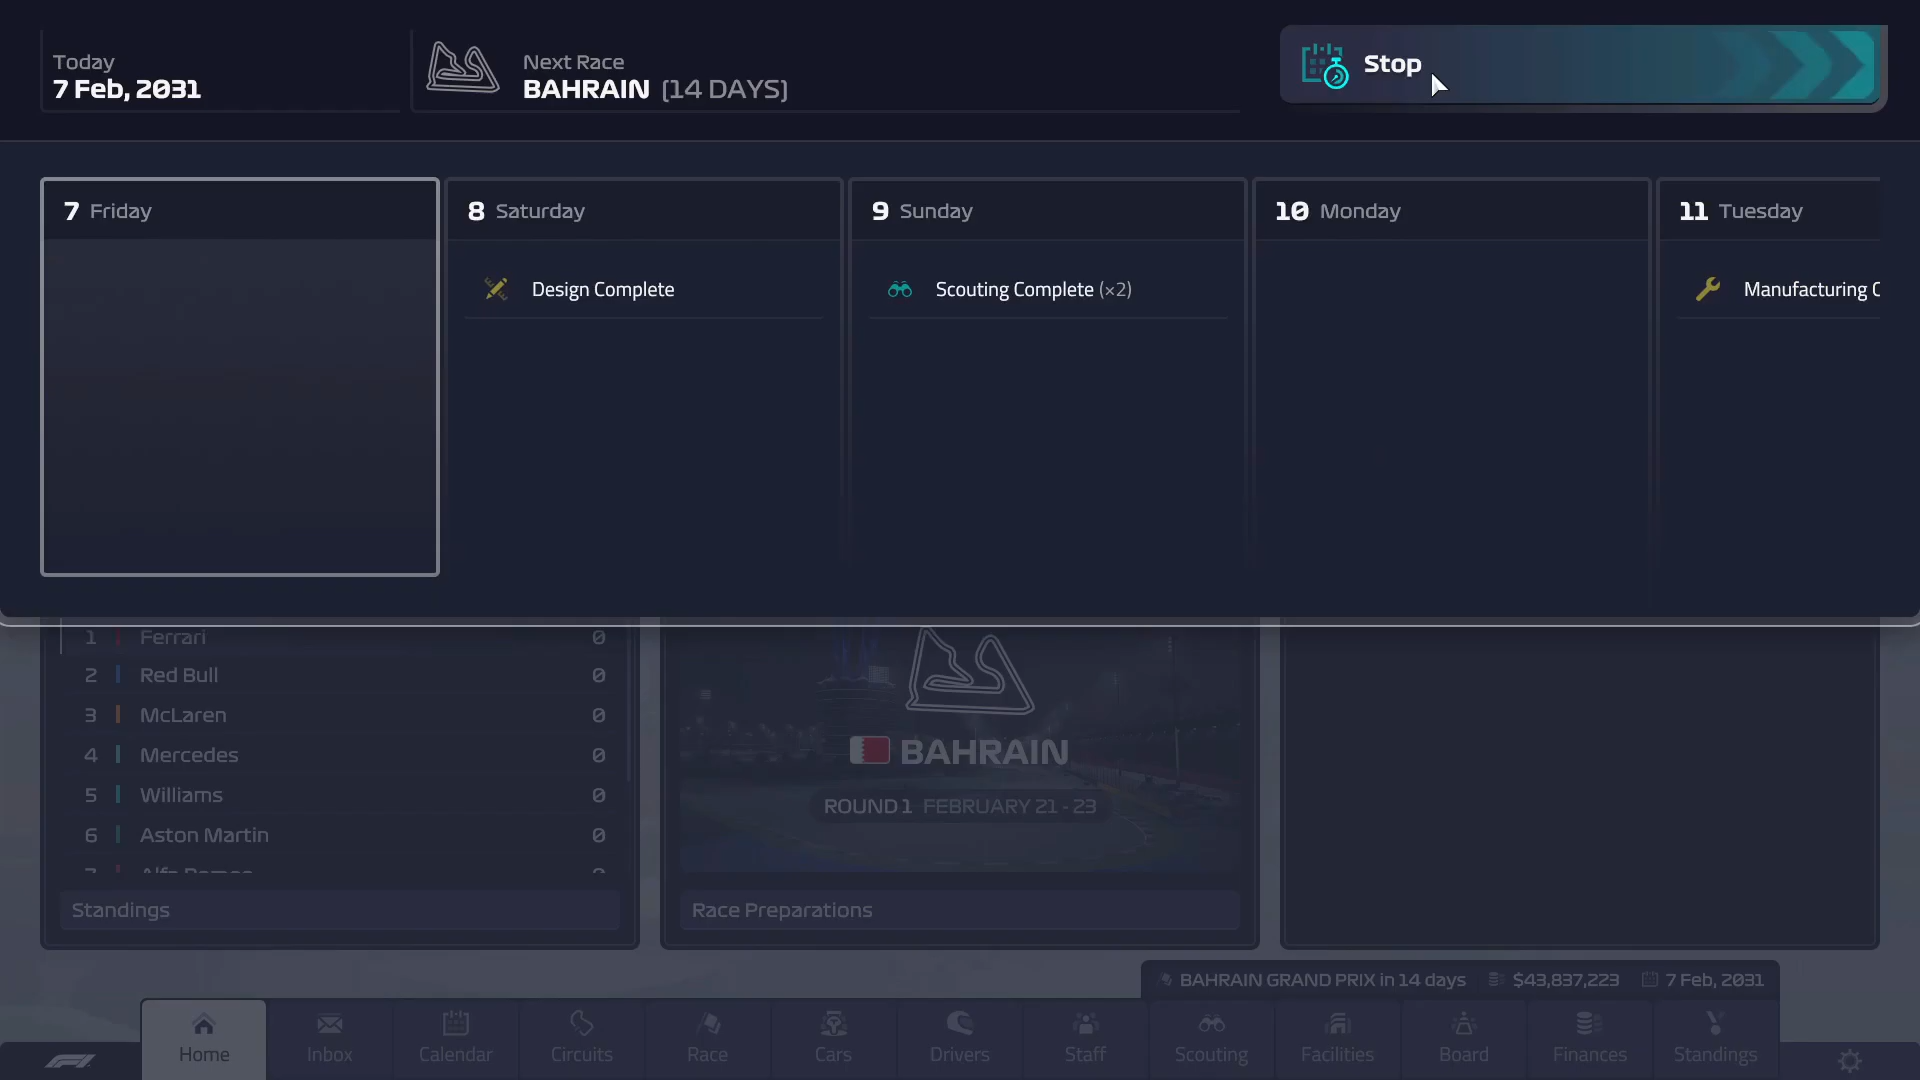 Today
7 Feb, 2031
Next Race
BAHRAIN [14 DAYS]
Stop
7 Friday
8 Saturday
9 Sunday
10 Monday
11 Tuesday
Design Complete
Scouting Complete (×2)
Manufacturing C
1 Ferrari 0
2 Red Bull 0
3 McLaren 0
4 Mercedes 0
5 Williams 0
6 Aston Martin 0
Standings
BAHRAIN
ROUND 1 FEBRUARY 21 - 23
Race Preparations
BAHRAIN GRAND PRIX in 14 days $43,837,223 7 Feb, 2031
Home
Inbox
Calendar
Circuits
Race
Cars
Drivers
Staff
Scouting
Facilities
Board
Finances
Standings